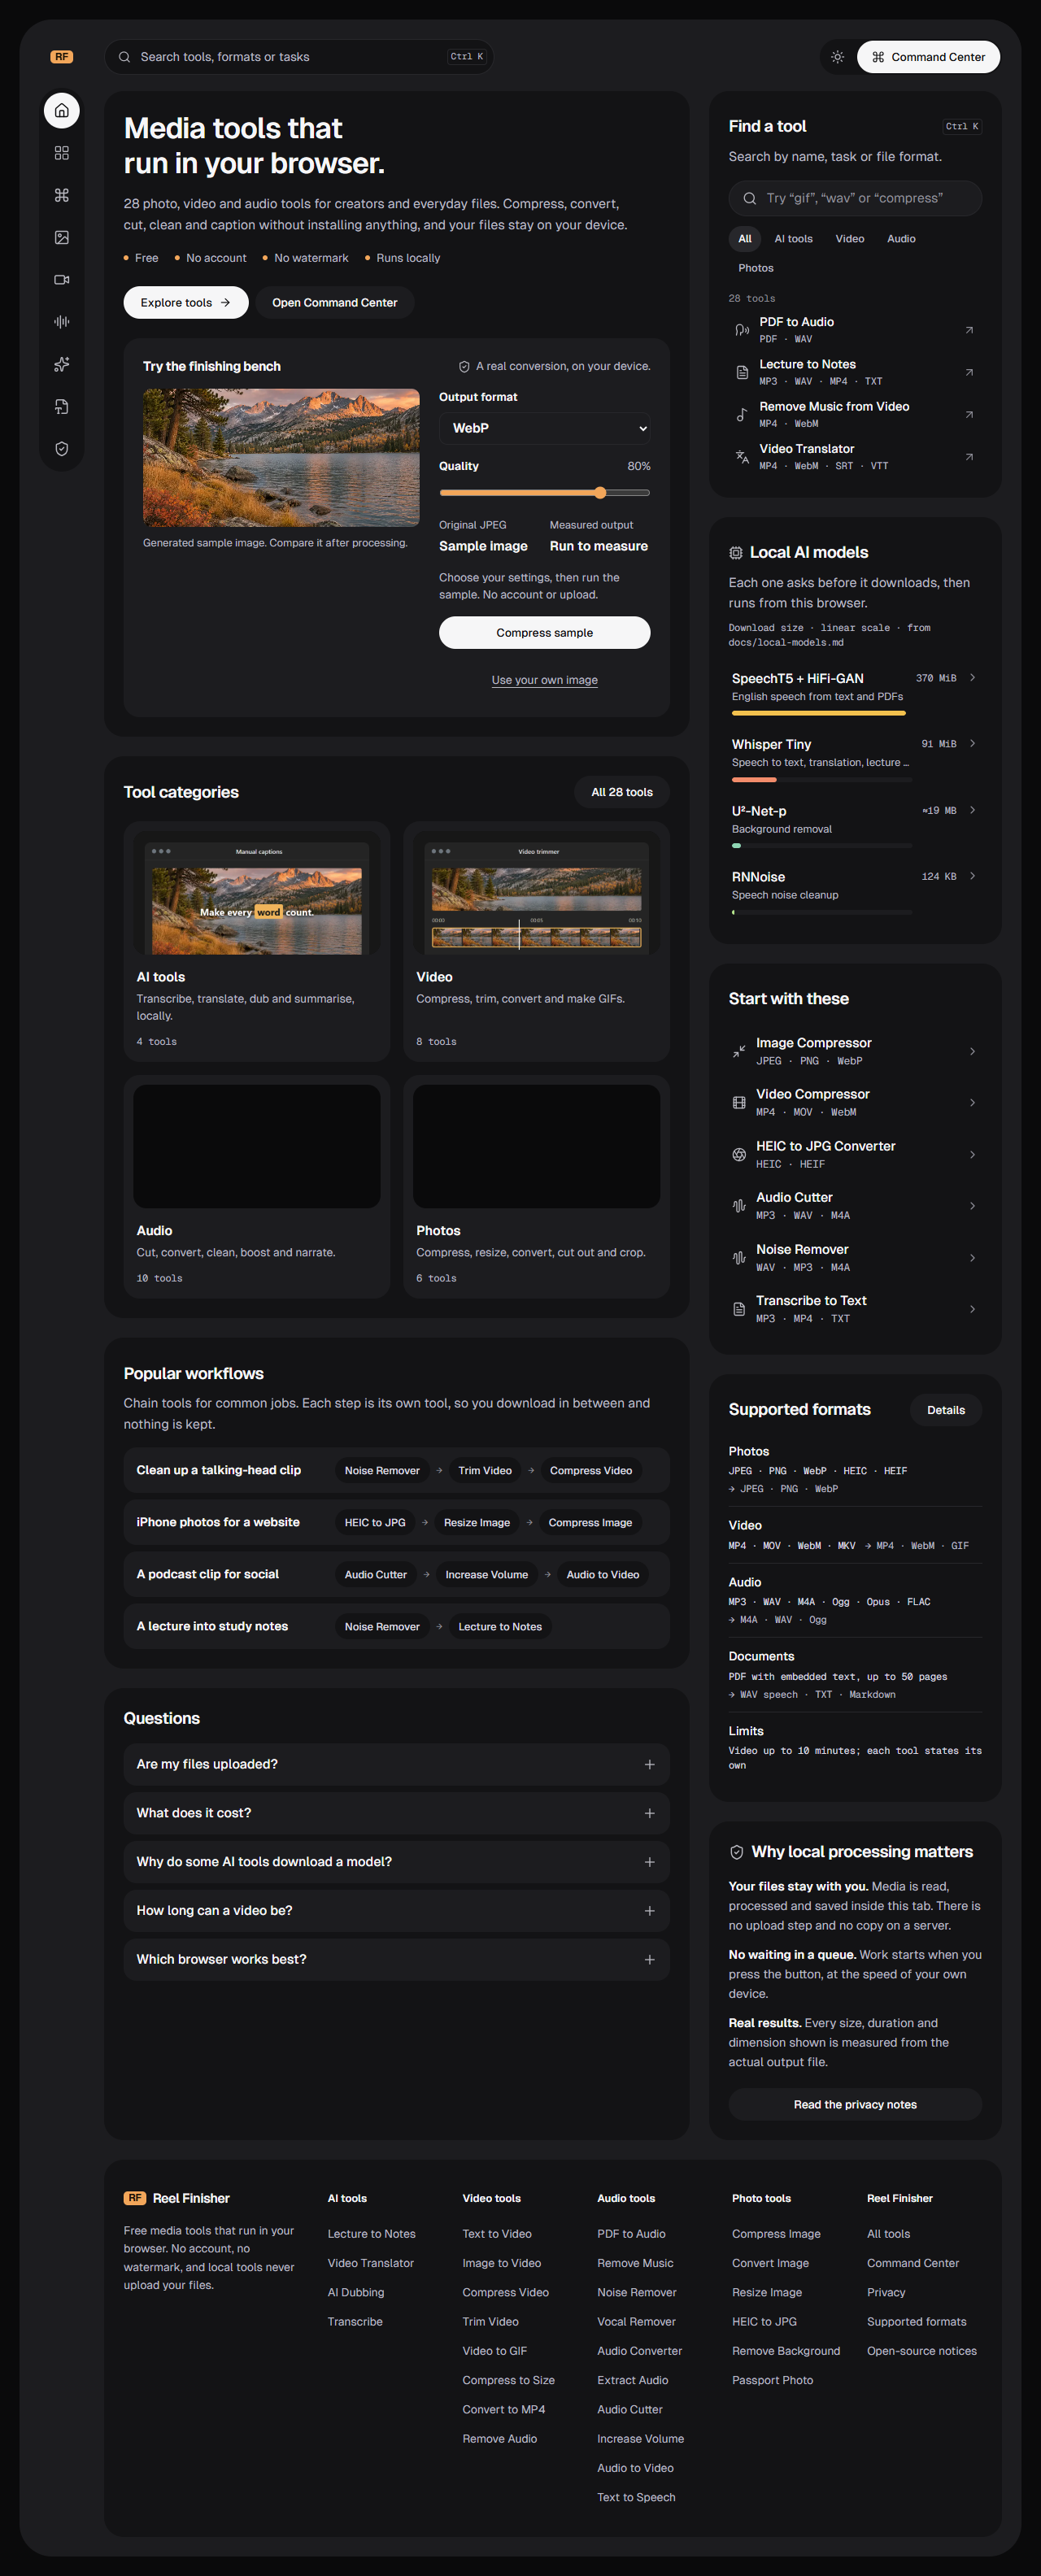 RF
Search tools, formats or tasks
Ctrl K
Command Center
Media tools that
run in your browser.
28 photo, video and audio tools for creators and everyday files. Compress, convert,
cut, clean and caption without installing anything, and your files stay on your device.
Free
No account
No watermark
Runs locally
Explore tools
Open Command Center
Try the finishing bench
A real conversion, on your device.
Generated sample image. Compare it after processing.
Output format
WebP
Quality
80%
Original JPEG
Sample image
Measured output
Run to measure
Choose your settings, then run the
sample. No account or upload.
Compress sample
Use your own image
Tool categories
All 28 tools
Manual captions
Make every word count.
AI tools
Transcribe, translate, dub and summarise,
locally.
4 tools
Video trimmer
00:00
00:05
00:10
Video
Compress, trim, convert and make GIFs.
8 tools
Audio
Cut, convert, clean, boost and narrate.
10 tools
Photos
Compress, resize, convert, cut out and crop.
6 tools
Popular workflows
Chain tools for common jobs. Each step is its own tool, so you download in between and
nothing is kept.
Clean up a talking-head clip
Noise Remover → Trim Video → Compress Video
iPhone photos for a website
HEIC to JPG → Resize Image → Compress Image
A podcast clip for social
Audio Cutter → Increase Volume → Audio to Video
A lecture into study notes
Noise Remover → Lecture to Notes
Questions
Are my files uploaded?
What does it cost?
Why do some AI tools download a model?
How long can a video be?
Which browser works best?
Find a tool
Ctrl K
Search by name, task or file format.
Try “gif”, “wav” or “compress”
All
AI tools
Video
Audio
Photos
28 tools
PDF to Audio
PDF · WAV
Lecture to Notes
MP3 · WAV · MP4 · TXT
Remove Music from Video
MP4 · WebM
Video Translator
MP4 · WebM · SRT · VTT
Local AI models
Each one asks before it downloads, then
runs from this browser.
Download size · linear scale · from
docs/local-models.md
SpeechT5 + HiFi-GAN
370 MiB
English speech from text and PDFs
Whisper Tiny
91 MiB
Speech to text, translation, lecture …
U²-Net-p
≈19 MB
Background removal
RNNoise
124 KB
Speech noise cleanup
Start with these
Image Compressor
JPEG · PNG · WebP
Video Compressor
MP4 · MOV · WebM
HEIC to JPG Converter
HEIC · HEIF
Audio Cutter
MP3 · WAV · M4A
Noise Remover
WAV · MP3 · M4A
Transcribe to Text
MP3 · MP4 · TXT
Supported formats
Details
Photos
JPEG · PNG · WebP · HEIC · HEIF
→ JPEG · PNG · WebP
Video
MP4 · MOV · WebM · MKV → MP4 · WebM · GIF
Audio
MP3 · WAV · M4A · Ogg · Opus · FLAC
→ M4A · WAV · Ogg
Documents
PDF with embedded text, up to 50 pages
→ WAV speech · TXT · Markdown
Limits
Video up to 10 minutes; each tool states its
own
Why local processing matters
Your files stay with you. Media is read,
processed and saved inside this tab. There is
no upload step and no copy on a server.
No waiting in a queue. Work starts when you
press the button, at the speed of your own
device.
Real results. Every size, duration and
dimension shown is measured from the
actual output file.
Read the privacy notes
RF Reel Finisher
Free media tools that run in your
browser. No account, no
watermark, and local tools never
upload your files.
AI tools
Lecture to Notes
Video Translator
AI Dubbing
Transcribe
Video tools
Text to Video
Image to Video
Compress Video
Trim Video
Video to GIF
Compress to Size
Convert to MP4
Remove Audio
Audio tools
PDF to Audio
Remove Music
Noise Remover
Vocal Remover
Audio Converter
Extract Audio
Audio Cutter
Increase Volume
Audio to Video
Text to Speech
Photo tools
Compress Image
Convert Image
Resize Image
HEIC to JPG
Remove Background
Passport Photo
Reel Finisher
All tools
Command Center
Privacy
Supported formats
Open-source notices